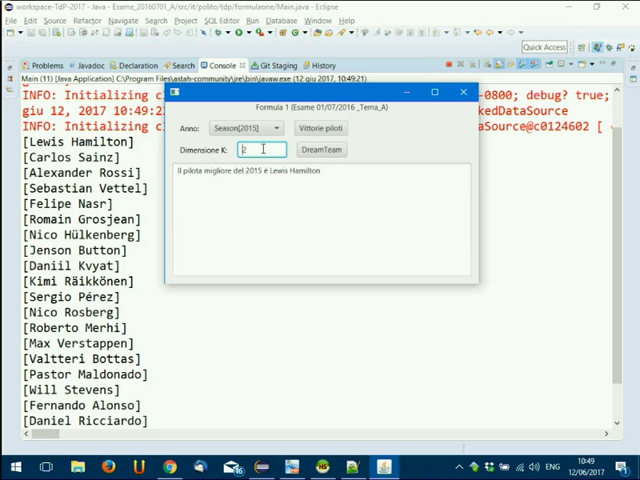 workspace-TdP-2017 - Java - Esame_20160701_A/src/it/polito/tdp/formulaone/Main.java - Eclipse
File Edit Source Refactor Navigate Search Project SQL Editor Run Database Window Help
Quick Access
Problems Javadoc Declaration Search Console Git Staging History
Main (11) [Java Application] C:\Program Files\astah-community\jre\bin\javaw.exe (12 giu 2017, 10:49:21)
INFO: Initializing -0800; debug? true;
giu 12, 2017 10:49:22 kedDataSource
INFO: Initializing taSource@c0124602 [
[Lewis Hamilton]
[Carlos Sainz]
[Alexander Rossi]
[Sebastian Vettel]
[Felipe Nasr]
[Romain Grosjean]
[Nico Hülkenberg]
[Jenson Button]
[Daniil Kvyat]
[Kimi Räikkönen]
[Sergio Pérez]
[Nico Rosberg]
[Roberto Merhi]
[Max Verstappen]
[Valtteri Bottas]
[Pastor Maldonado]
[Will Stevens]
[Fernando Alonso]
[Daniel Ricciardo]
Formula 1 (Esame 01/07/2016 _Tema_A)
Anno: Season[2015] Vittorie piloti
Dimensione K: 2 DreamTeam
Il pilota migliore del 2015 è Lewis Hamilton
10:49
12/06/2017